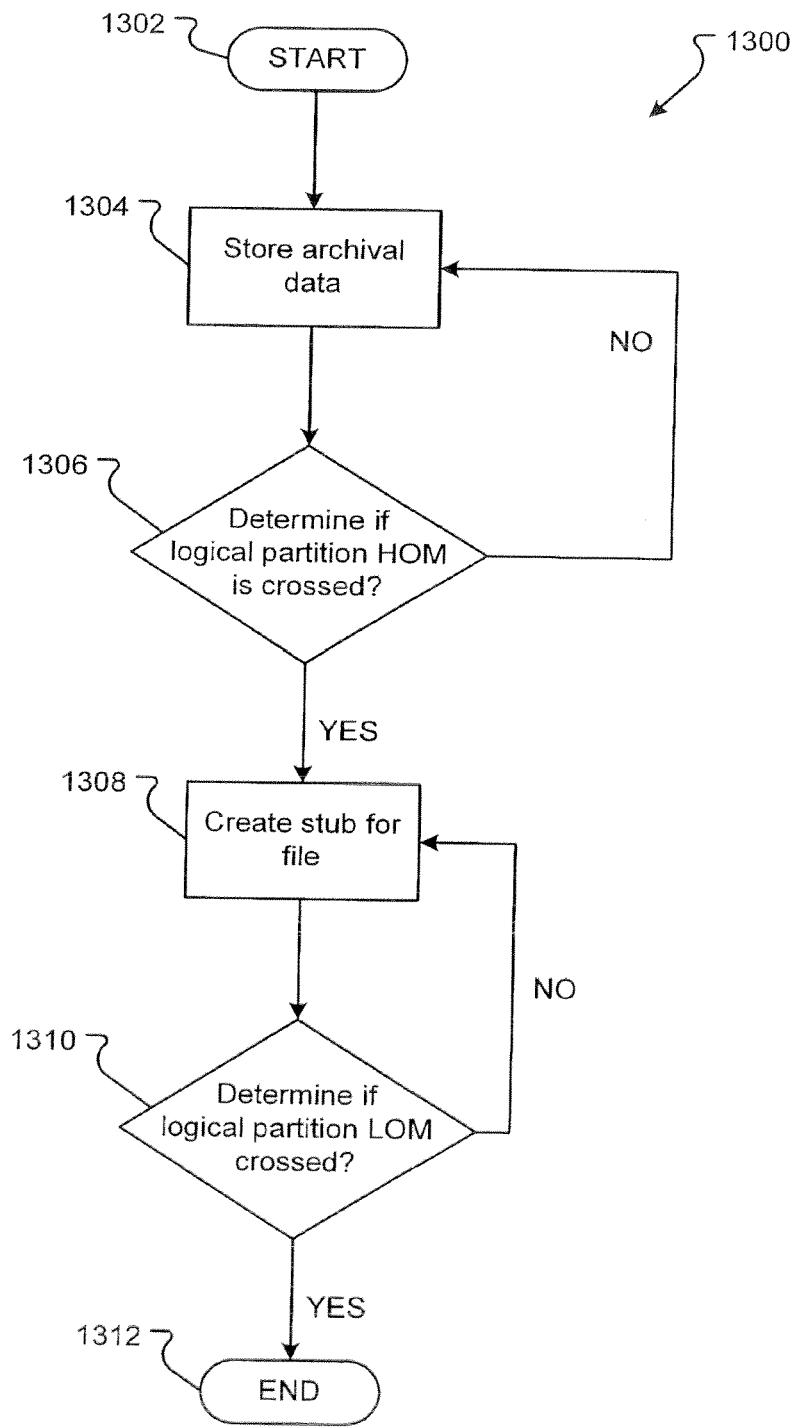 1302
START
1300
1304
Store archival
data
NO
1306
Determine if
logical partition HOM
is crossed?
YES
1308
Create stub for
file
NO
1310
Determine if
logical partition LOM
crossed?
YES
1312
END